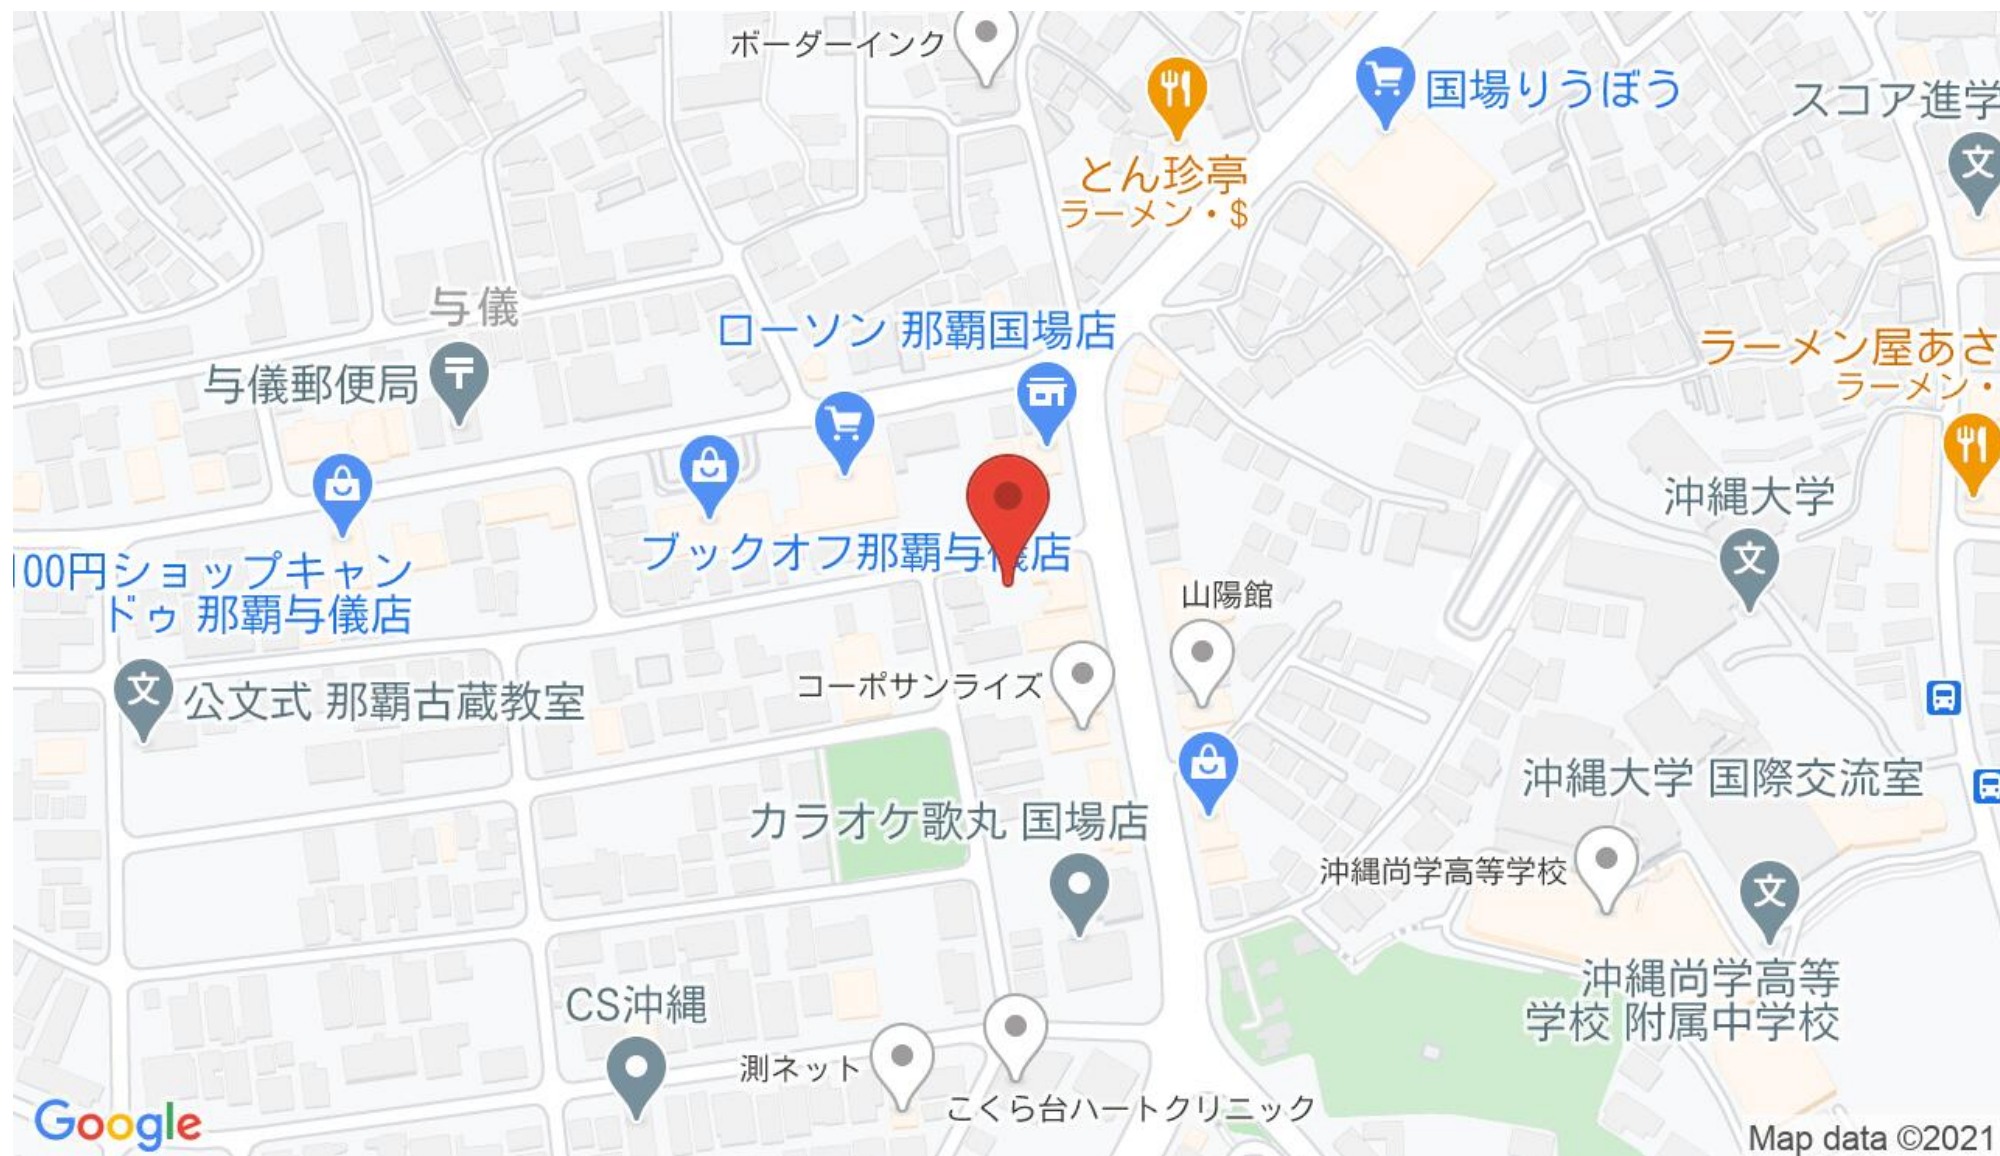 ボーダーインク
国場りうぼう
スコア進学
とん珍亭
ラーメン・$
与儀
ローソン 那覇国場店
ラーメン屋あさ
ラーメン・
与儀郵便局
〒
沖縄大学
文
ブックオフ那覇与儀店
00円ショップキャン
ドゥ 那覇与儀店
山陽館
文
公文式 那覇古蔵教室
コーポサンライズ
沖縄大学 国際交流室
カラオケ歌丸 国場店
沖縄尚学高等学校
文
沖縄尚学高等
学校 附属中学校
CS沖縄
測ネット
こくら台ハートクリニック
Google
Map data ©2021